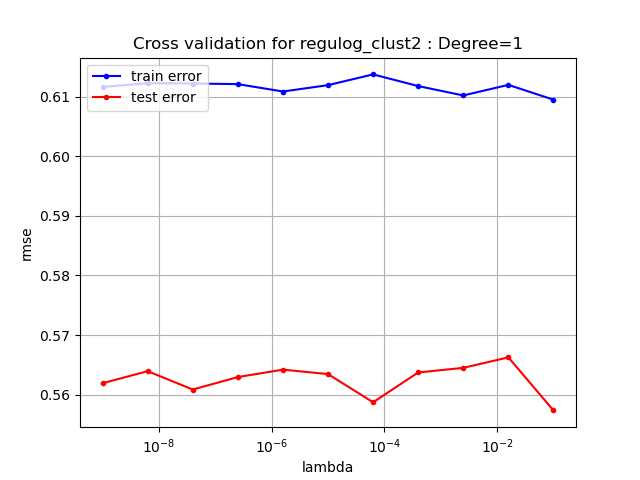 Cross validation for regulog_clust2 : Degree=1
train error
test error
0.61
0.60
0.59
0.58
0.57
0.56
rmse
10⁻⁸
10⁻⁶
10⁻⁴
10⁻²
lambda